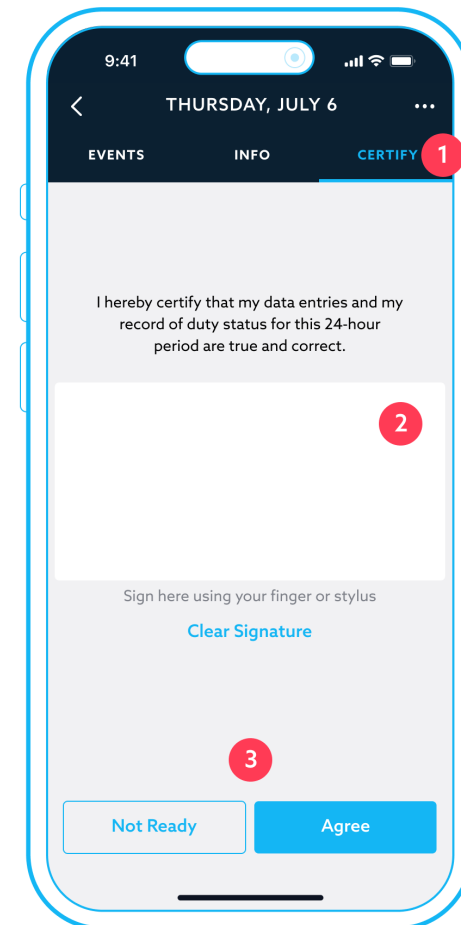 9:41
THURSDAY, JULY 6
EVENTS INFO CERTIFY 1
I hereby certify that my data entries and my
record of duty status for this 24-hour
period are true and correct.
2
Sign here using your finger or stylus
Clear Signature
3
Not Ready Agree